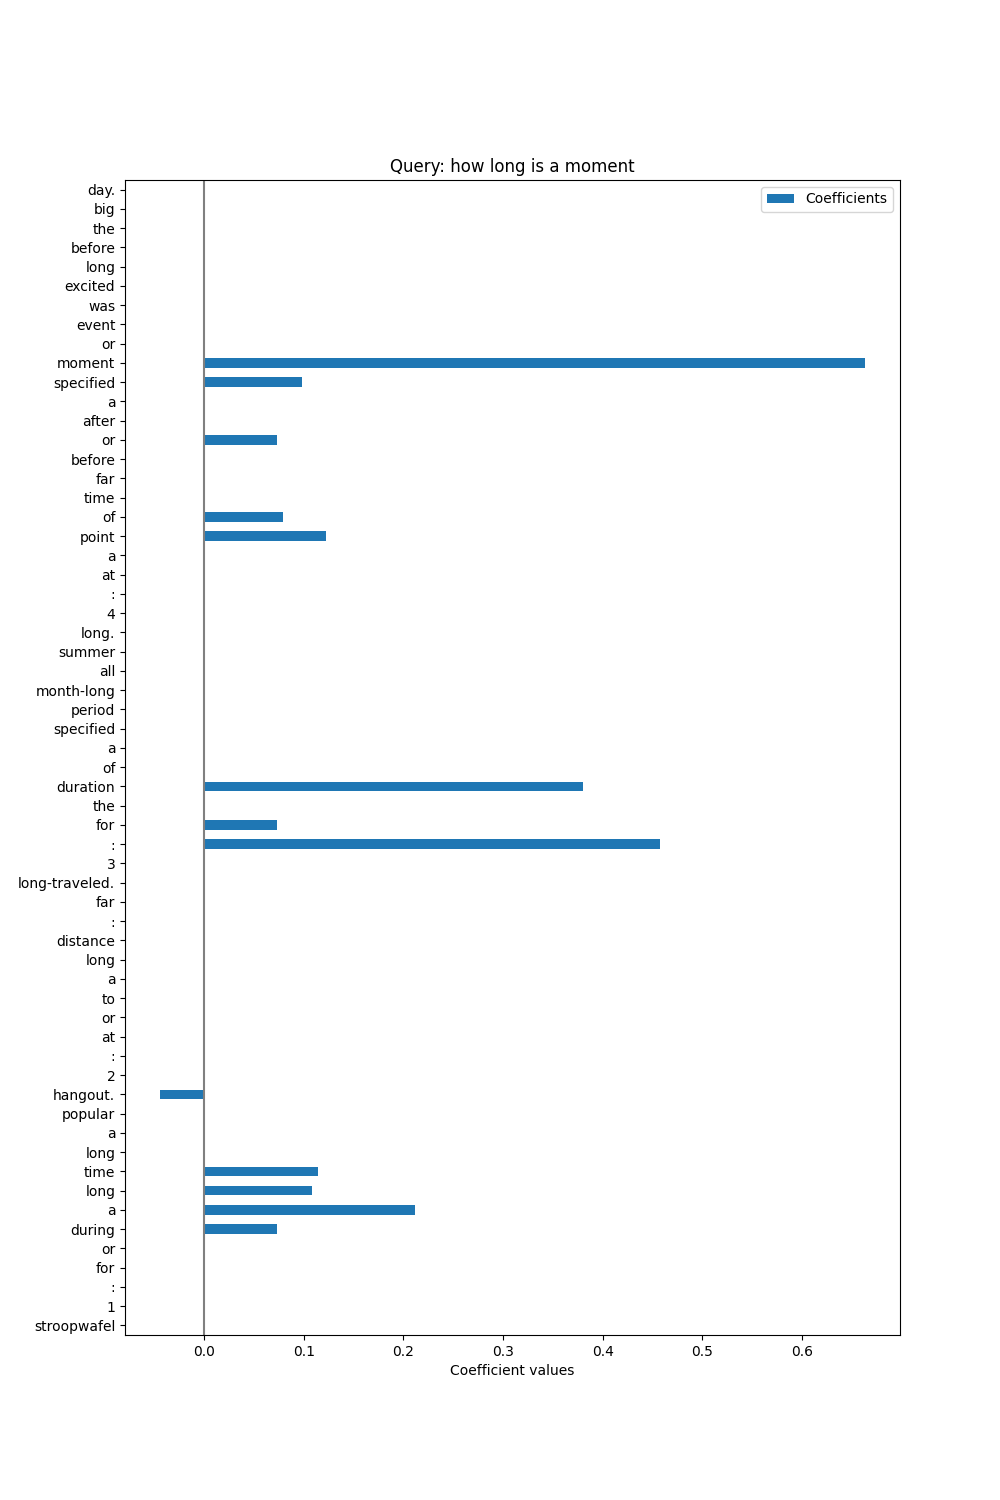 Query: how long is a moment
Coefficients
day.
big
the
before
long
excited
was
event
or
moment
specified
a
after
or
before
far
time
of
point
a
at
:
4
long.
summer
all
month-long
period
specified
a
of
duration
the
for
:
3
long-traveled.
far
:
distance
long
a
to
or
at
:
2
hangout.
popular
a
long
time
long
a
during
or
for
:
1
stroopwafel
0.0 0.1 0.2 0.3 0.4 0.5 0.6
Coefficient values